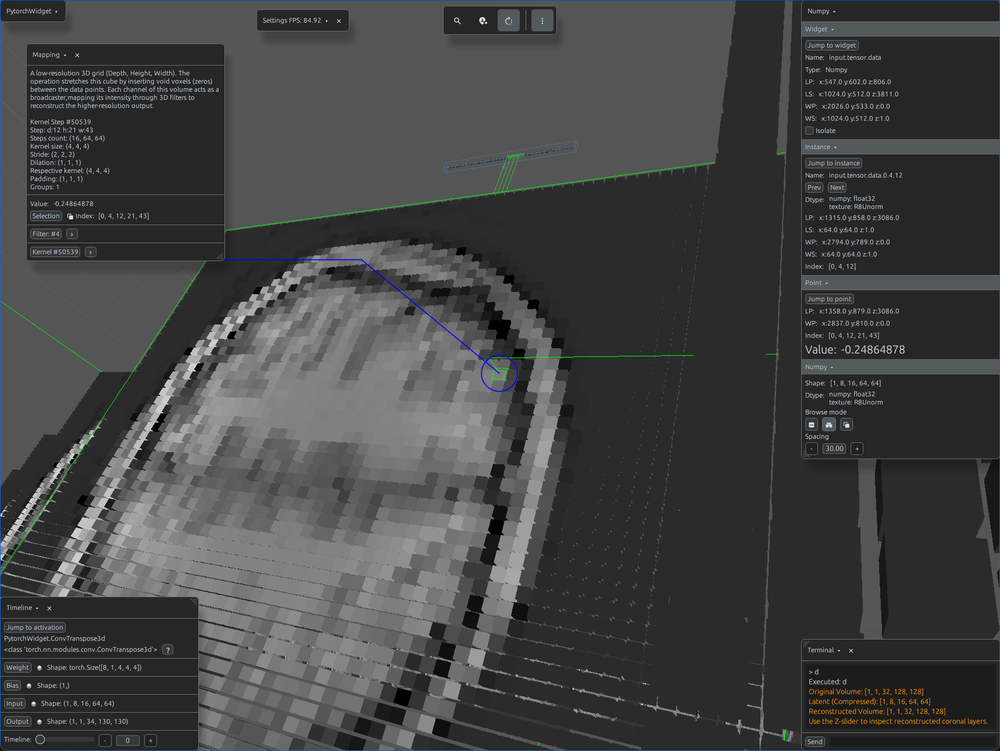 PytorchWidget
Settings FPS: 84.92
Numpy
Widget
Jump to widget
Name: input.tensor.data
Type: Numpy
LP: x:547.0 y:602.0 z:806.0
LS: x:1024.0 y:512.0 z:3811.0
WP: x:2026.0 y:533.0 z:0.0
WS: x:1024.0 y:512.0 z:1.0
Isolate
Instance
Jump to instance
Name: input.tensor.data.0.4.12
Prev Next
Dtype: numpy: float32
texture: R8Unorm
LP: x:1315.0 y:858.0 z:3086.0
LS: x:64.0 y:64.0 z:1.0
WP: x:2794.0 y:789.0 z:0.0
WS: x:64.0 y:64.0 z:1.0
Index: [0, 4, 12]
Point
Jump to point
LP: x:1358.0 y:879.0 z:3086.0
WP: x:2837.0 y:810.0 z:0.0
Index: [0, 4, 12, 21, 43]
Value: -0.24864878
Numpy
Shape: [1, 8, 16, 64, 64]
Dtype: numpy: float32
texture: R8Unorm
Browse mode
Spacing
- 30.00 +
Mapping
A low-resolution 3D grid (Depth, Height, Width). The
operation stretches this cube by inserting void voxels (zeros)
between the data points. Each channel of this volume acts as a
broadcaster,mapping its intensity through 3D filters to
reconstruct the higher-resolution output.
Kernel Step #50539
Step: d:12 h:21 w:43
Steps count: (16, 64, 64)
Kernel size: (4, 4, 4)
Stride: (2, 2, 2)
Dilation: (1, 1, 1)
Respective kernel: (4, 4, 4)
Padding: (1, 1, 1)
Groups: 1
Value: -0.24864878
Selection Index: [0, 4, 12, 21, 43]
Filter: #4 >
Kernel #50539 >
Timeline
Jump to activation
PytorchWidget.ConvTranspose3d
<class 'torch.nn.modules.conv.ConvTranspose3d'> ?
Weight Shape: torch.Size([8, 1, 4, 4, 4])
Bias Shape: (1,)
Input Shape: (1, 8, 16, 64, 64)
Output Shape: (1, 1, 34, 130, 130)
Timeline: - 0 +
Terminal
> d
Executed: d
Original Volume: [1, 1, 32, 128, 128]
Latent (Compressed): [1, 8, 16, 64, 64]
Reconstructed Volume: [1, 1, 32, 128, 128]
Use the Z-slider to inspect reconstructed coronal layers.
Send